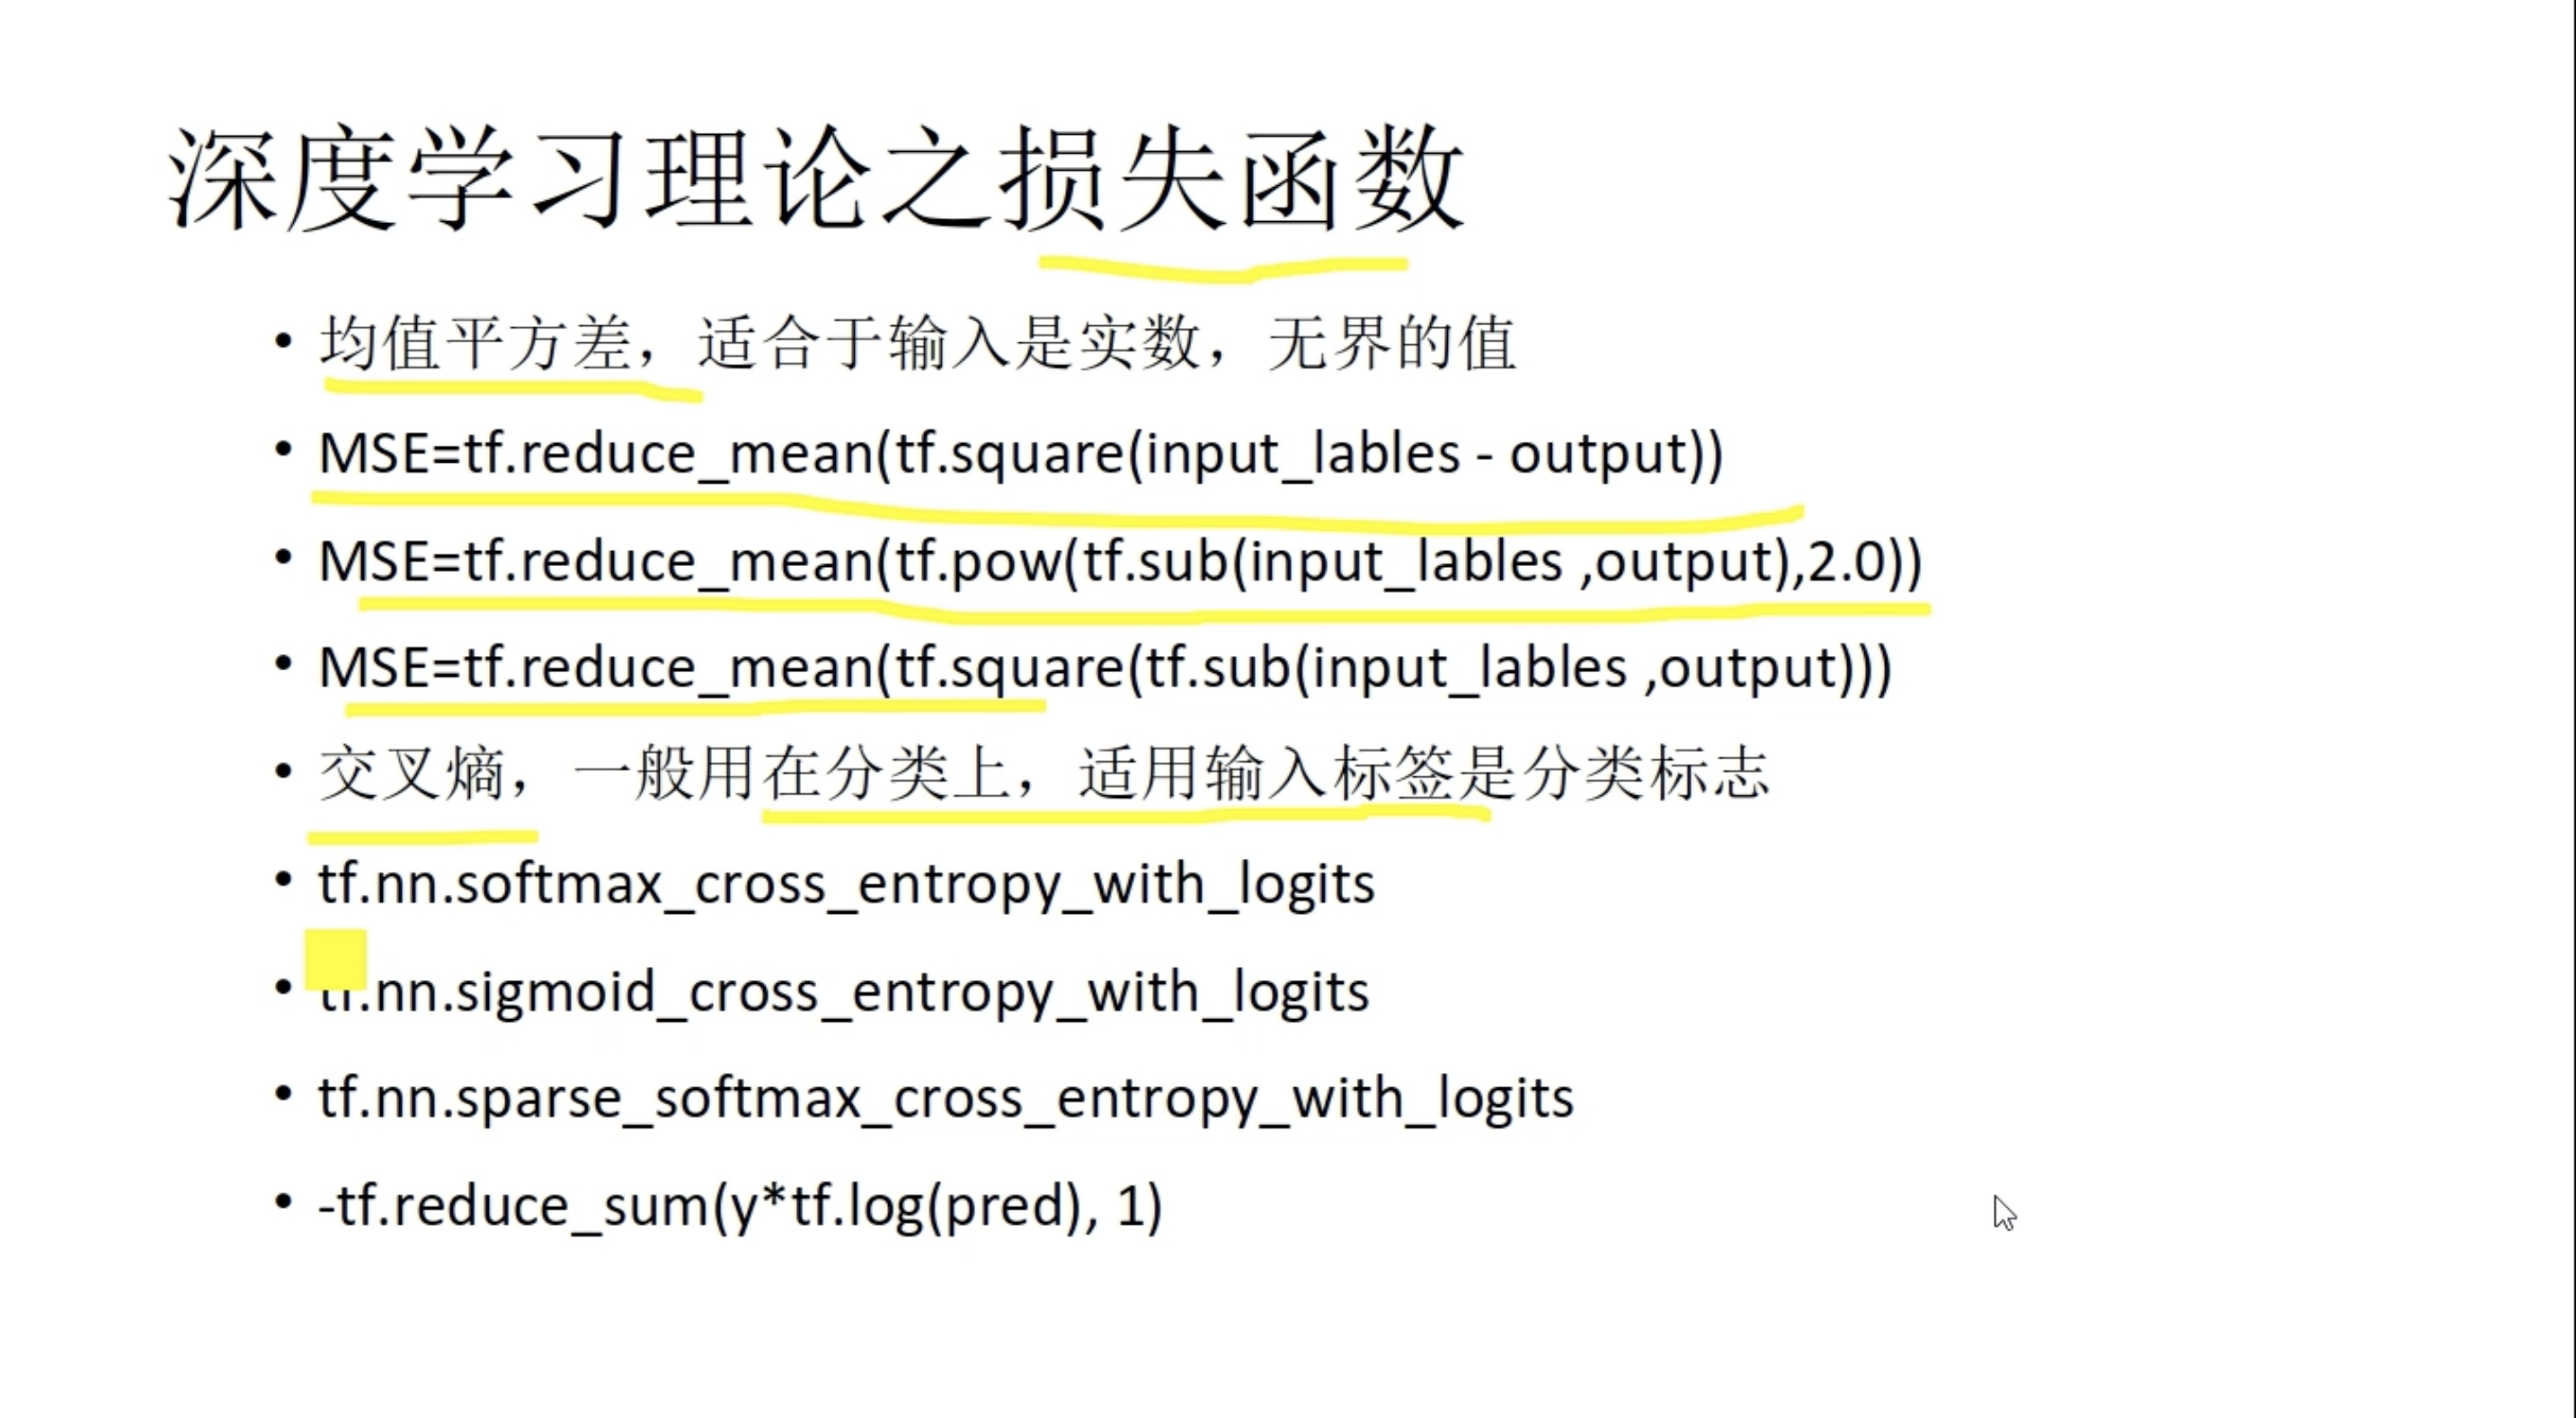 深度学习理论之损失函数
• 均值平方差，适合于输入是实数，无界的值
• MSE=tf.reduce_mean(tf.square(input_lables - output))
• MSE=tf.reduce_mean(tf.pow(tf.sub(input_lables ,output),2.0))
• MSE=tf.reduce_mean(tf.square(tf.sub(input_lables ,output)))
• 交叉熵，一般用在分类上，适用输入标签是分类标志
• tf.nn.softmax_cross_entropy_with_logits
• tf.nn.sigmoid_cross_entropy_with_logits
• tf.nn.sparse_softmax_cross_entropy_with_logits
• -tf.reduce_sum(y*tf.log(pred), 1)